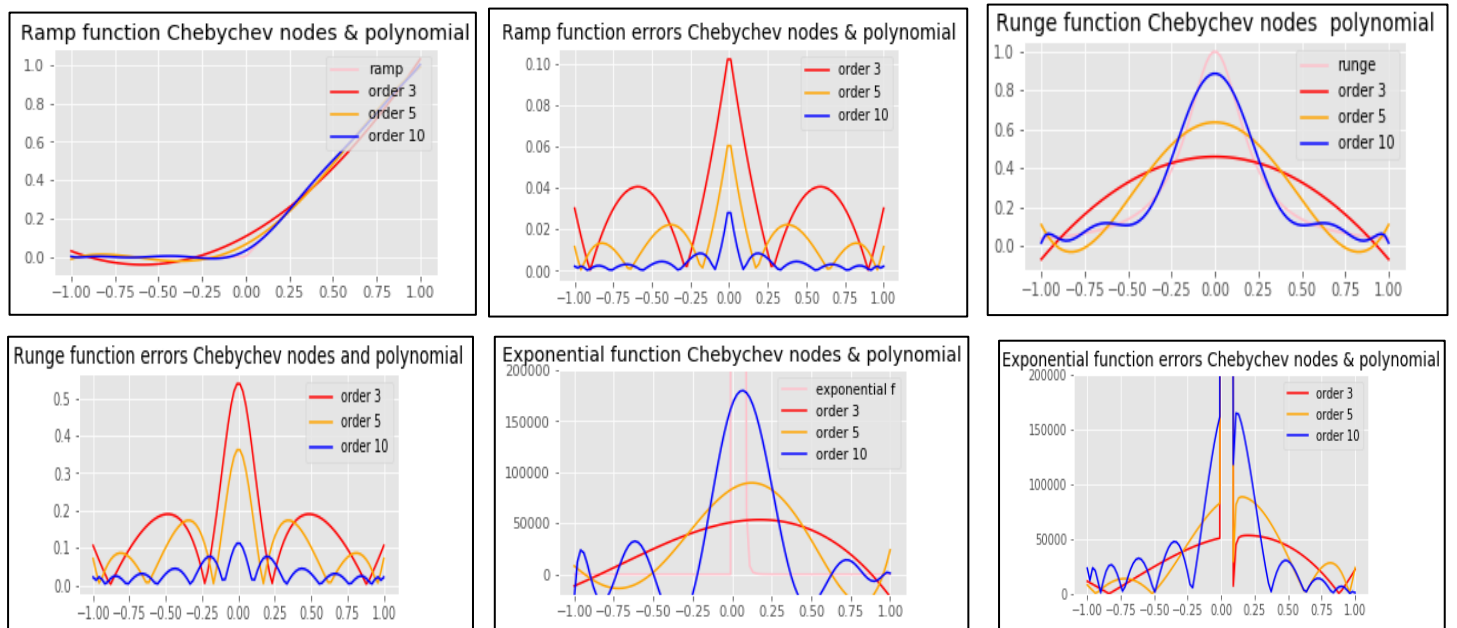 Ramp function Chebychev nodes & polynomial
1.0
0.8
0.6
0.4
0.2
0.0
ramp
order 3
order 5
order 10
−1.00 −0.75 −0.50 −0.25 0.00 0.25 0.50 0.75 1.00
Ramp function errors Chebychev nodes & polynomial
0.10
0.08
0.06
0.04
0.02
0.00
order 3
order 5
order 10
−1.00 −0.75 −0.50 −0.25 0.00 0.25 0.50 0.75 1.00
Runge function Chebychev nodes polynomial
1.0
0.8
0.6
0.4
0.2
0.0
runge
order 3
order 5
order 10
−1.00 −0.75 −0.50 −0.25 0.00 0.25 0.50 0.75 1.00
Runge function errors Chebychev nodes and polynomial
0.5
0.4
0.3
0.2
0.1
0.0
order 3
order 5
order 10
−1.00 −0.75 −0.50 −0.25 0.00 0.25 0.50 0.75 1.00
Exponential function Chebychev nodes & polynomial
200000
150000
100000
50000
0
exponential f
order 3
order 5
order 10
−1.00 −0.75 −0.50 −0.25 0.00 0.25 0.50 0.75 1.00
Exponential function errors Chebychev nodes & polynomial
200000
150000
100000
50000
0
order 3
order 5
order 10
−1.00 −0.75 −0.50 −0.25 0.00 0.25 0.50 0.75 1.00